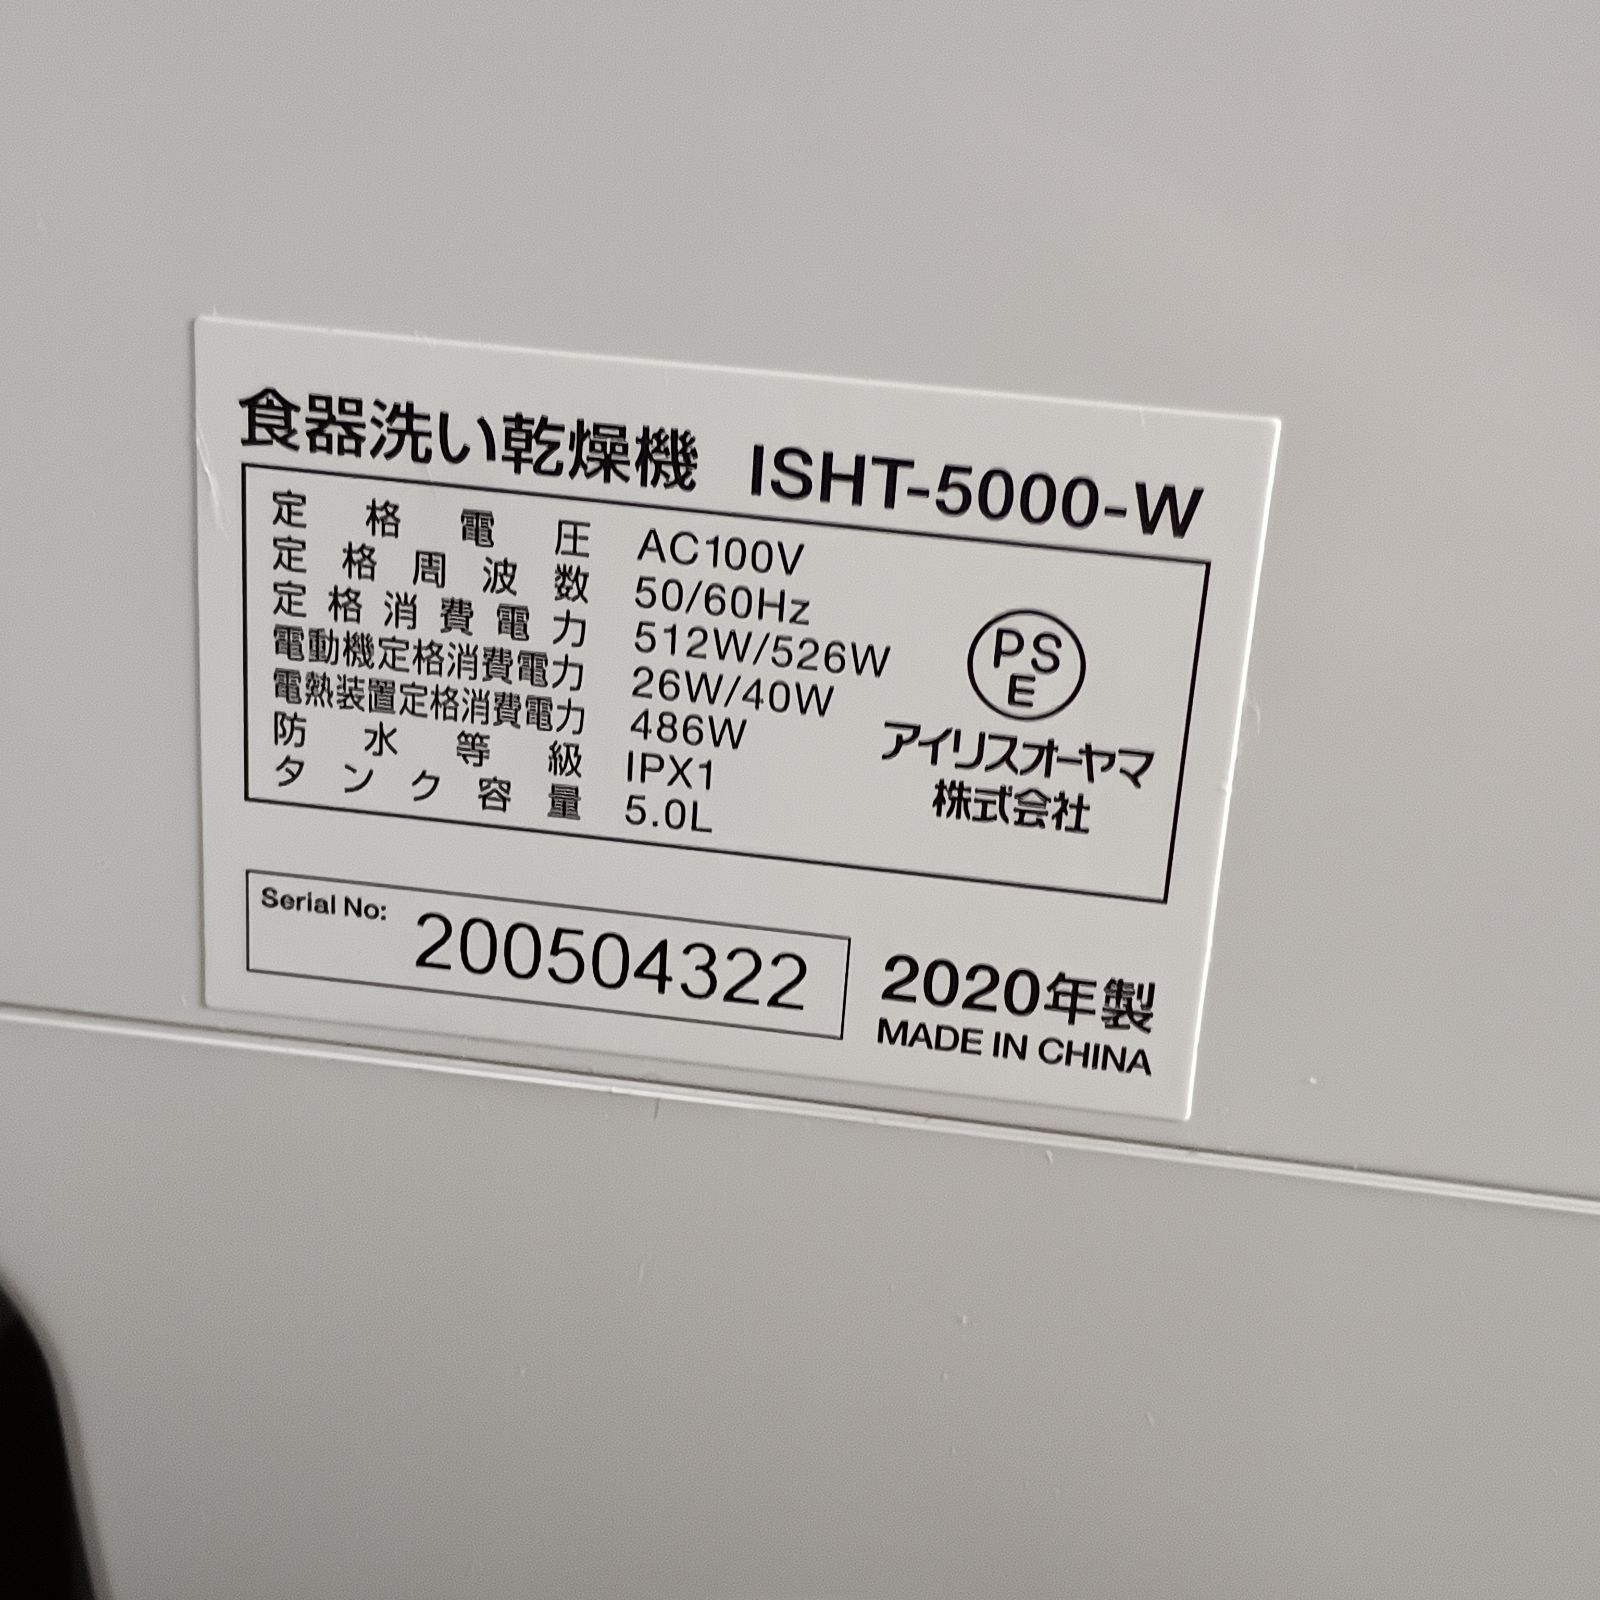 食器洗い乾燥機 ISHT-5000-W
定格電圧 AC100V
定格周波数 50/60Hz
定格消費電力 512W/526W
電動機定格消費電力 26W/40W
電熱装置定格消費電力 486W
防水等級 IPX1
タンク容量 5.0L
PS
E
アイリスオーヤマ
株式会社
Serial No: 200504322
2020年製
MADE IN CHINA